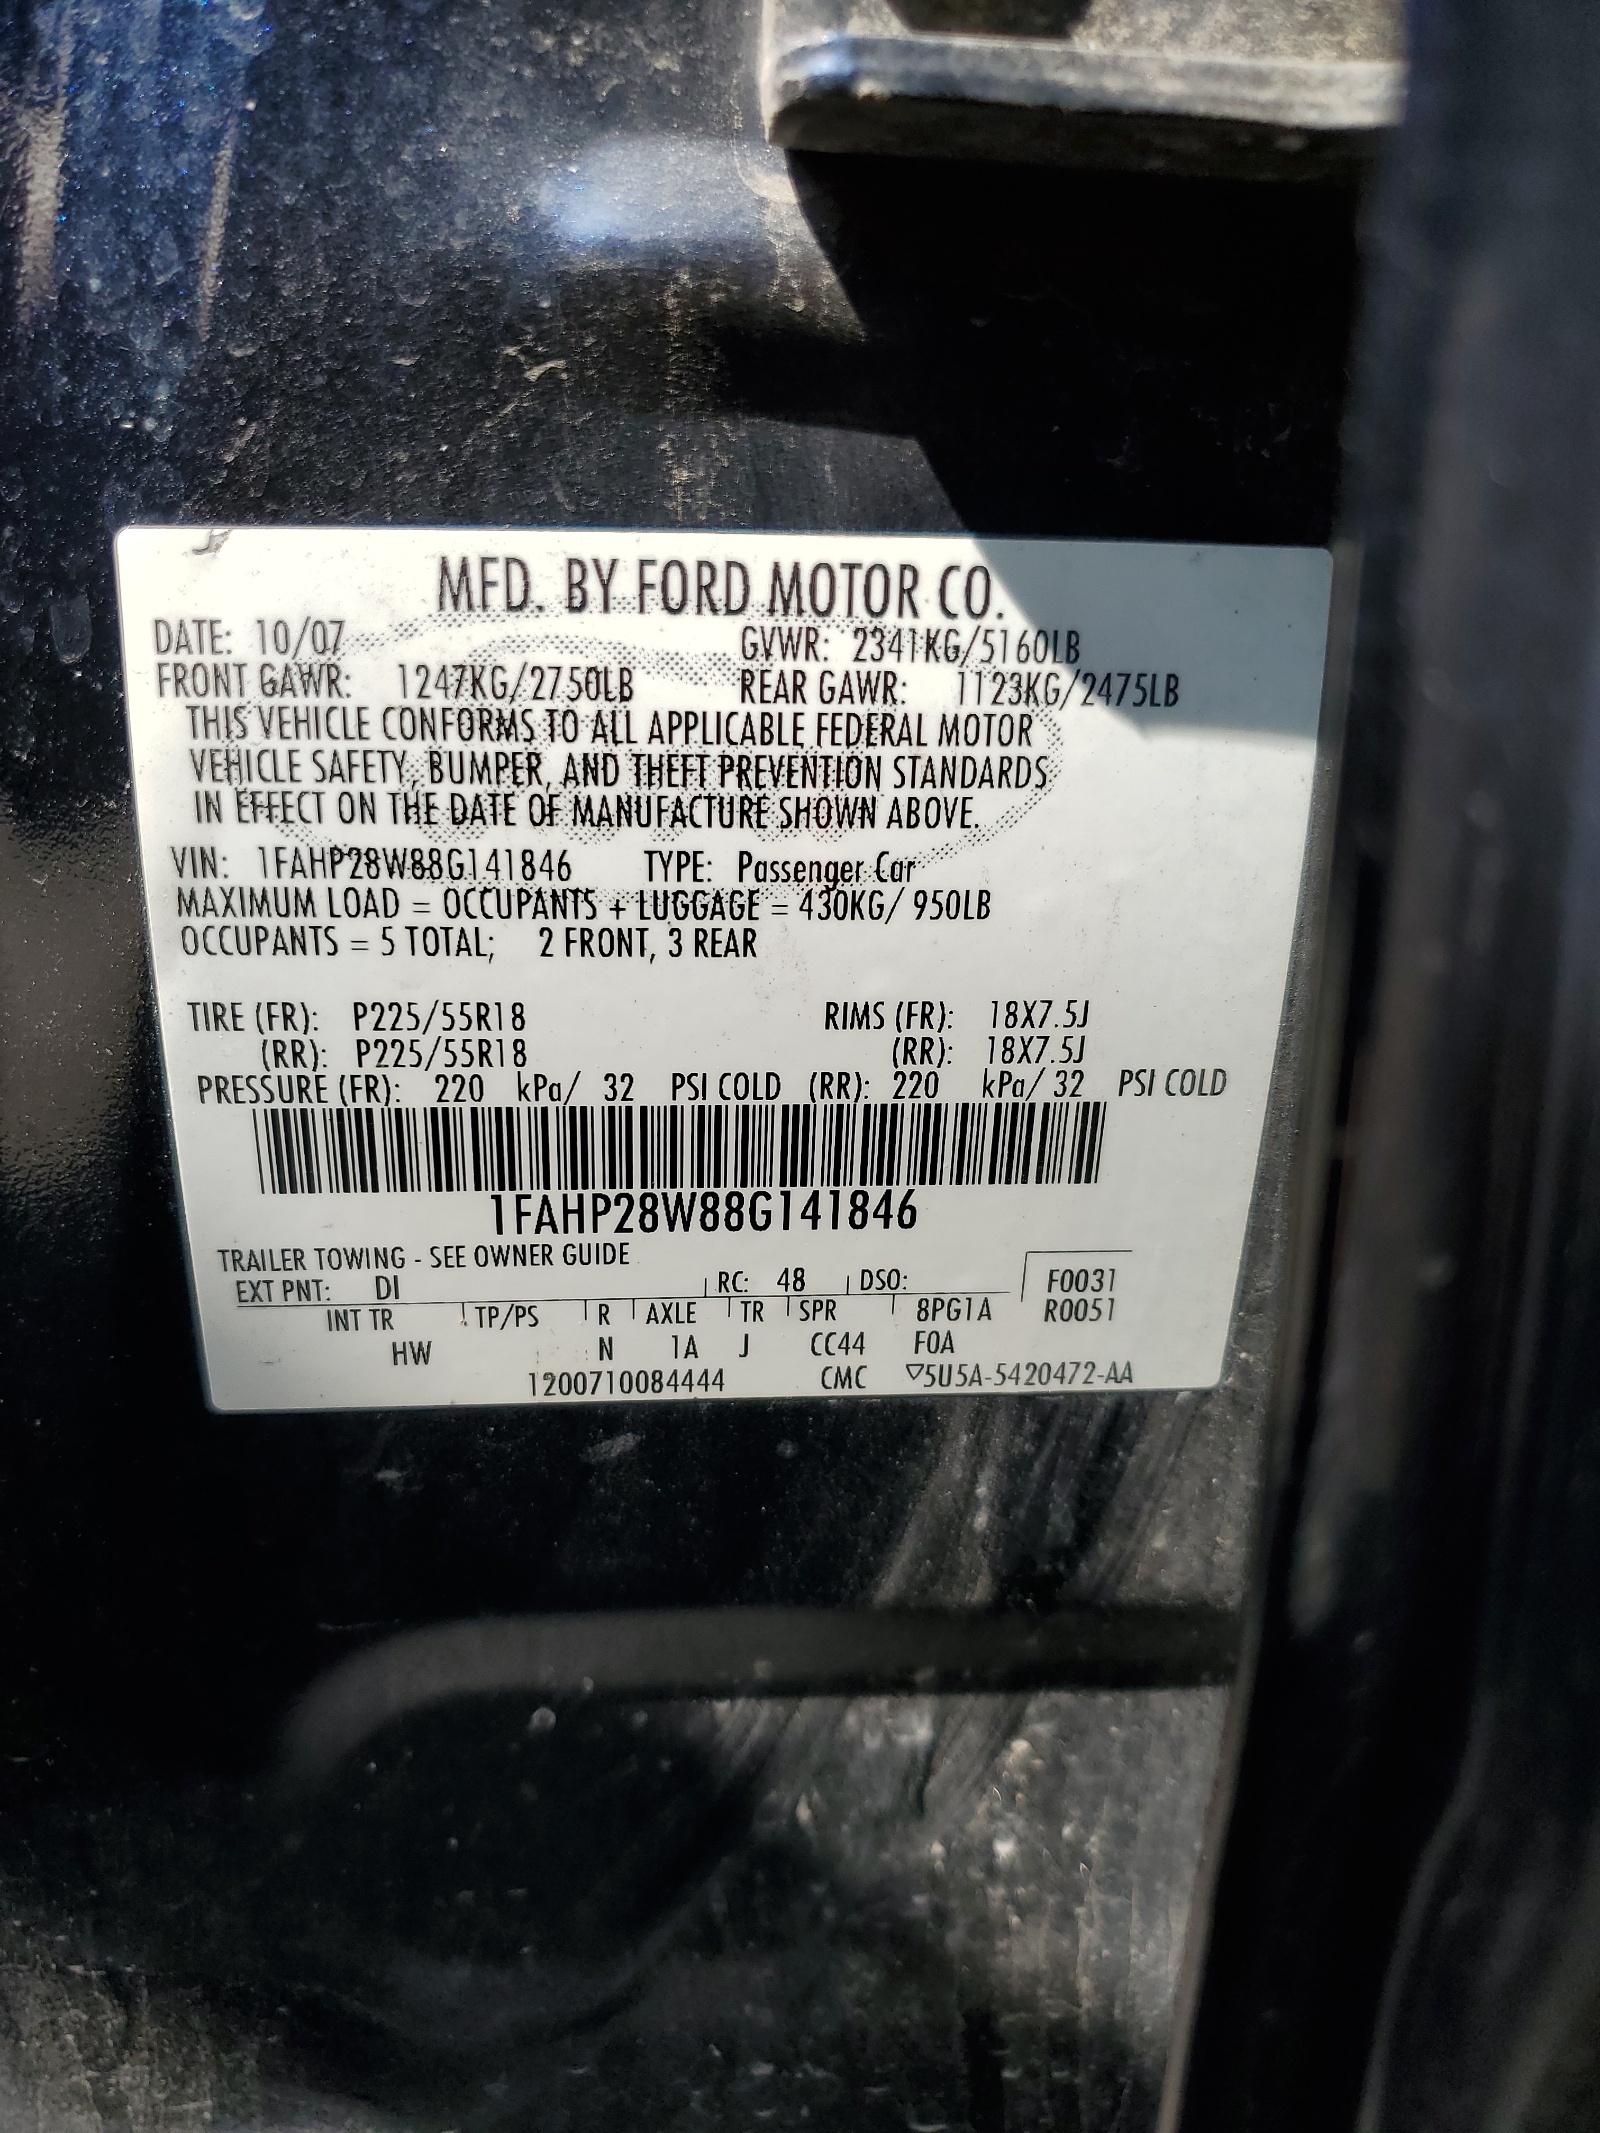 MFD. BY FORD MOTOR CO.
DATE: 10/07 GVWR: 2341KG/5160LB
FRONT GAWR: 1247KG/2750LB REAR GAWR: 1123KG/2475LB
THIS VEHICLE CONFORMS TO ALL APPLICABLE FEDERAL MOTOR
VEHICLE SAFETY, BUMPER, AND THEFT PREVENTION STANDARDS
IN EFFECT ON THE DATE OF MANUFACTURE SHOWN ABOVE.
VIN: 1FAHP28W88G141846 TYPE: Passenger Car
MAXIMUM LOAD = OCCUPANTS + LUGGAGE = 430KG/ 950LB
OCCUPANTS = 5 TOTAL; 2 FRONT, 3 REAR
TIRE (FR): P225/55R18 RIMS (FR): 18X7.5J
(RR): P225/55R18 (RR): 18X7.5J
PRESSURE (FR): 220 kPa/ 32 PSI COLD (RR): 220 kPa/ 32 PSI COLD
1FAHP28W88G141846
TRAILER TOWING - SEE OWNER GUIDE
EXT PNT: DI RC: 48 DSO: F0031
INT TR TP/PS R AXLE TR SPR 8PG1A R0051
HW N 1A J CC44 F0A
1200710084444 CMC ▽5U5A-5420472-AA